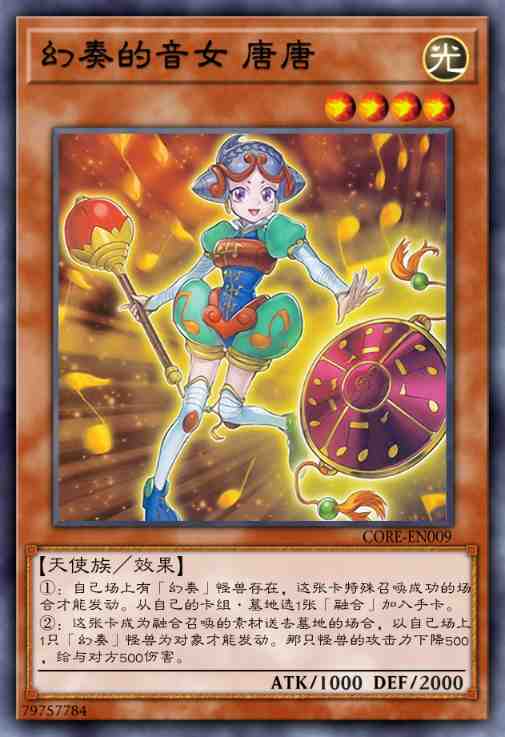 幻奏的音女 唐唐
光
CORE-EN009
【天使族／效果】
①：自己场上有「幻奏」怪兽存在，这张卡特殊召唤成功的场
合才能发动。从自己的卡组·墓地选1张「融合」加入手卡。
②：这张卡成为融合召唤的素材送去墓地的场合，以自己场上
1只「幻奏」怪兽为对象才能发动。那只怪兽的攻击力下降500
，给与对方500伤害。
ATK/1000 DEF/2000
79757784